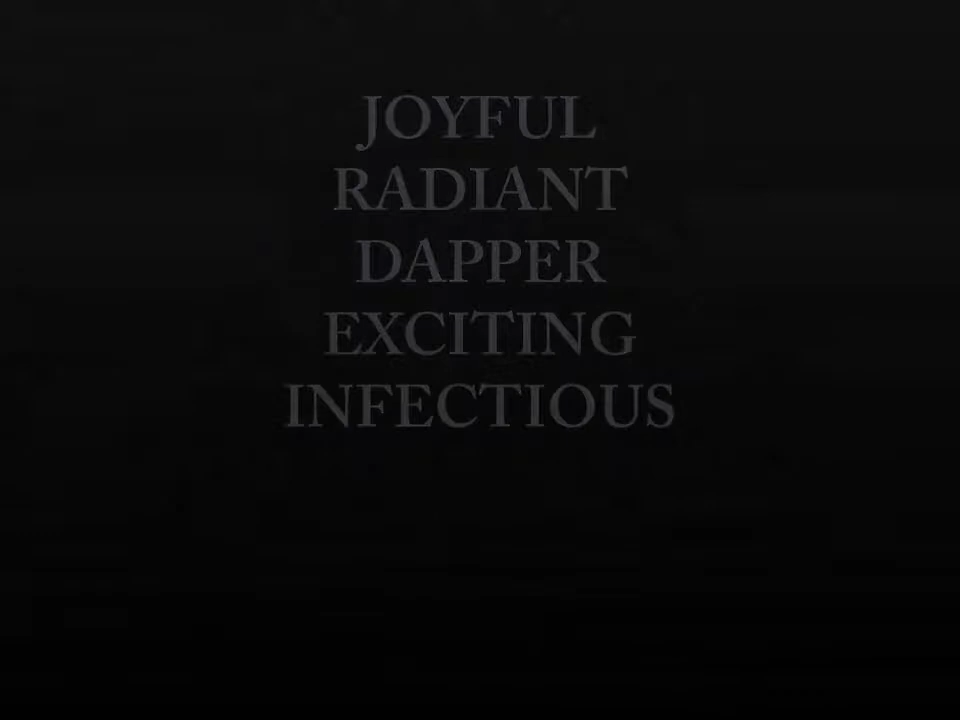 JOYFUL
RADIANT
DAPPER
EXCITING
INFECTIOUS